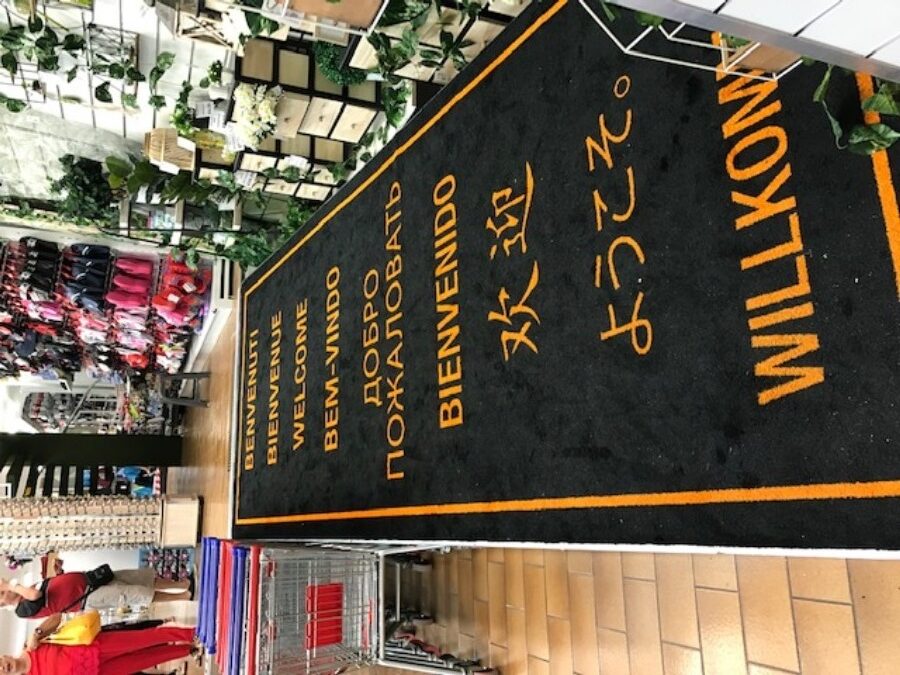 BENVENUTI
BIENVENUE
WELCOME
BEM-VINDO
ДОБРО
ПОЖАЛОВАТЬ
BIENVENIDO
欢迎
ようこそ。
WILLKOM